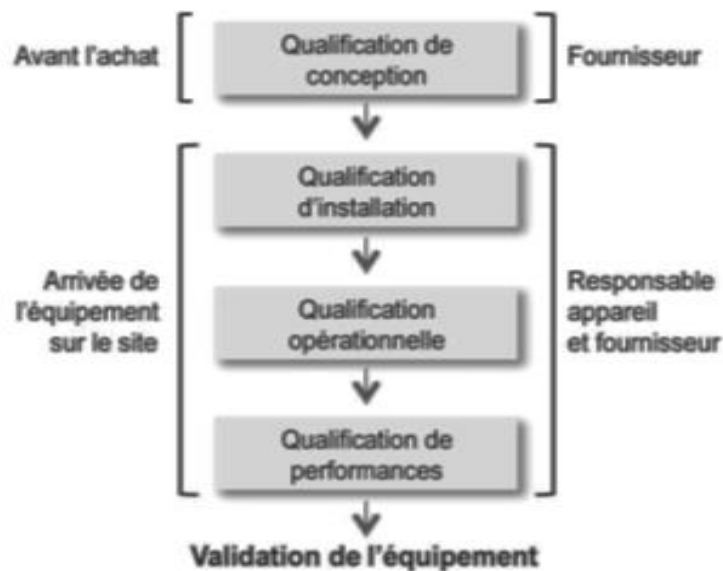 Avant l'achat
Qualification de
conception
Fournisseur
Qualification
d'installation
Arrivée de
l'équipement
sur le site
Qualification
opérationnelle
Responsable
appareil
et fournisseur
Qualification de
performances
Validation de l'équipement